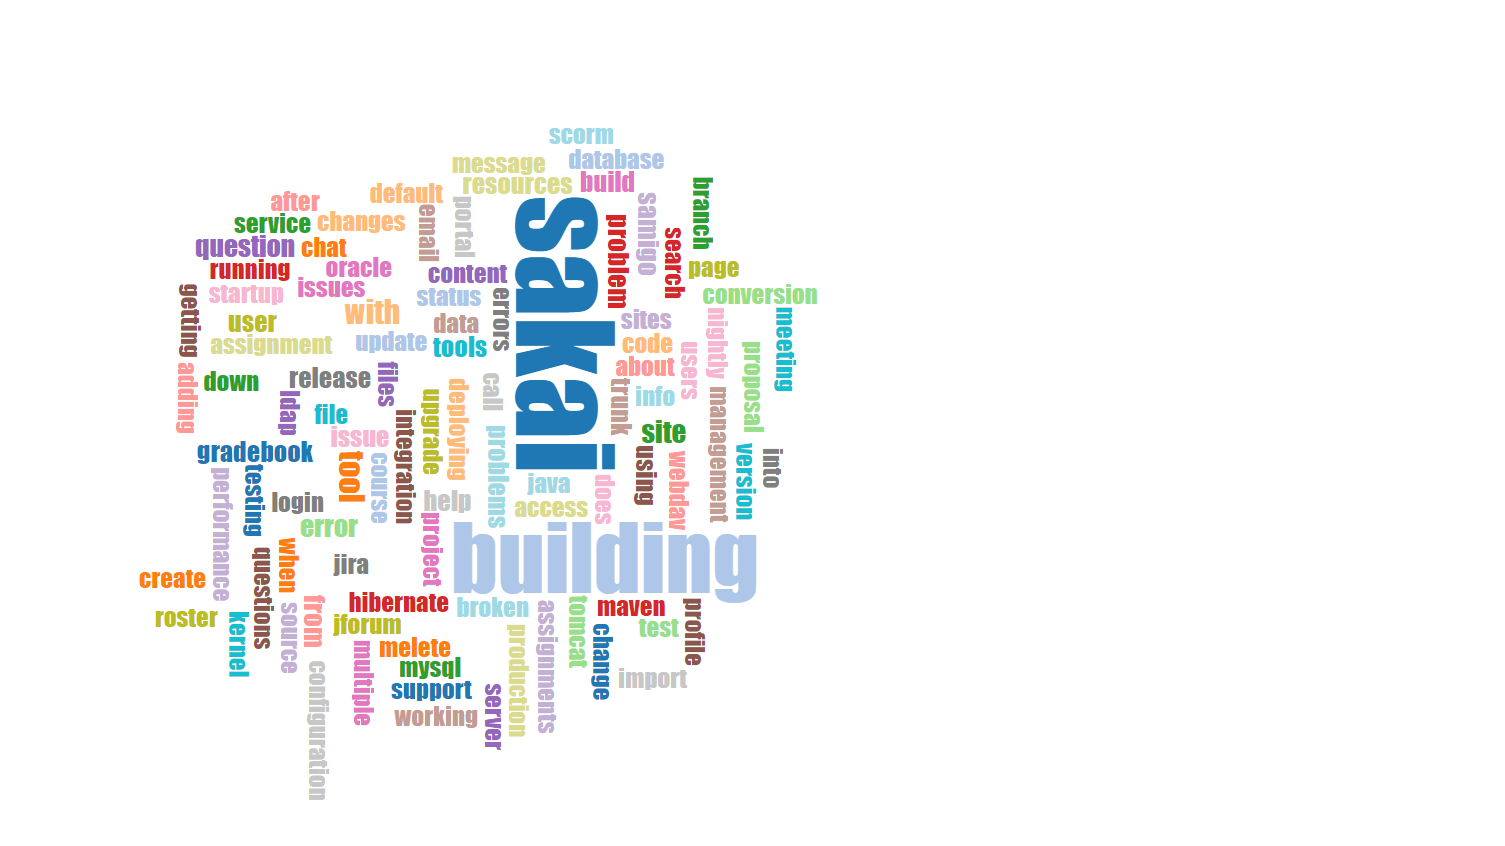 scorm
message
database
resources
build
after
default
branch
service
changes
email
portal
sakai
samigo
problem
search
question
chat
running
oracle
content
page
startup
issues
getting
status
errors
conversion
user
with
data
sites
nightly
meeting
assignment
update
tools
code
about
users
proposal
adding
down
release
files
call
trunk
info
management
ldap
file
upgrade
deploying
issue
integration
problems
site
gradebook
tool
course
using
webdav
version
into
performance
testing
login
help
java
access
does
error
project
building
questions
when
jira
create
hibernate
broken
assignments
tomcat
maven
profile
roster
kernel
source
from
jforum
test
change
multiple
melete
production
mysql
support
import
configuration
working
server